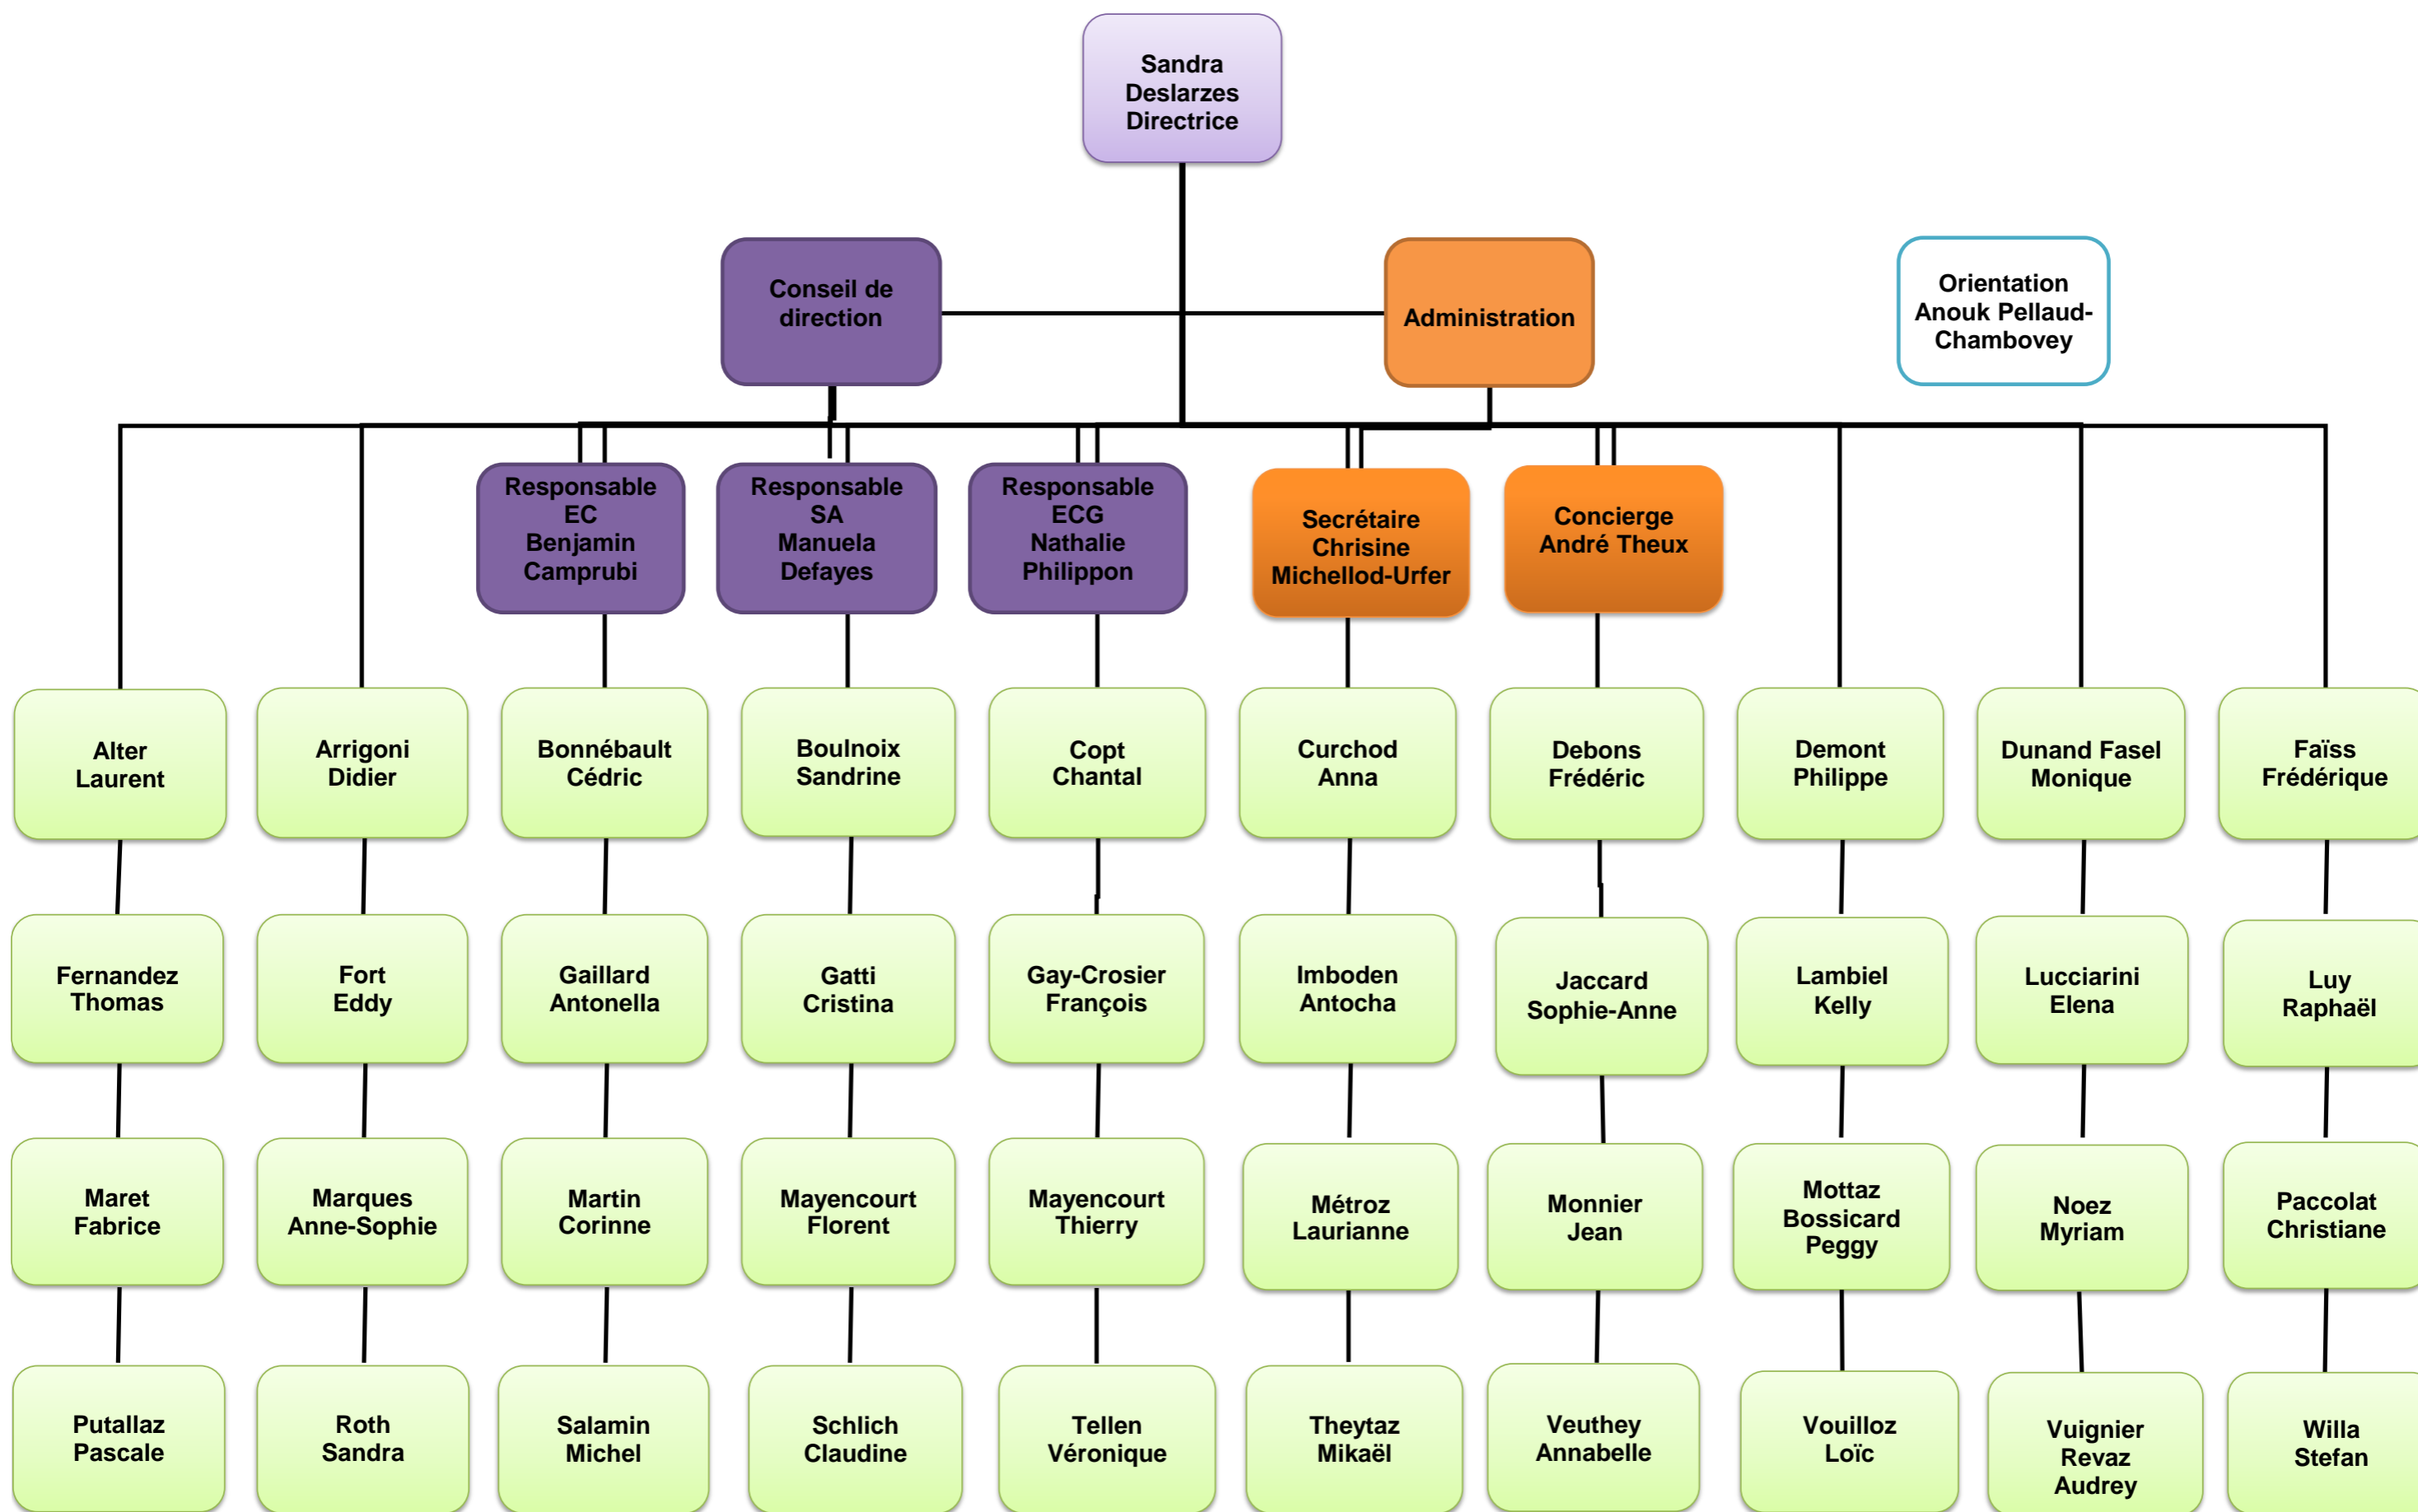 Sandra
Deslarzes
Directrice
Conseil de
direction
Administration
Orientation
Anouk Pellaud-
Chambovey
Responsable
EC
Benjamin
Camprubi
Responsable
SA
Manuela
Defayes
Responsable
ECG
Nathalie
Philippon
Secrétaire
Chrisine
Michellod-Urfer
Concierge
André Theux
Alter
Laurent
Arrigoni
Didier
Bonnébault
Cédric
Boulnoix
Sandrine
Copt
Chantal
Curchod
Anna
Debons
Frédéric
Demont
Philippe
Dunand Fasel
Monique
Faïss
Frédérique
Fernandez
Thomas
Fort
Eddy
Gaillard
Antonella
Gatti
Cristina
Gay-Crosier
François
Imboden
Antocha
Jaccard
Sophie-Anne
Lambiel
Kelly
Lucciarini
Elena
Luy
Raphaël
Maret
Fabrice
Marques
Anne-Sophie
Martin
Corinne
Mayencourt
Florent
Mayencourt
Thierry
Métroz
Laurianne
Monnier
Jean
Mottaz
Bossicard
Peggy
Noez
Myriam
Paccolat
Christiane
Putallaz
Pascale
Roth
Sandra
Salamin
Michel
Schlich
Claudine
Tellen
Véronique
Theytaz
Mikaël
Veuthey
Annabelle
Vouilloz
Loïc
Vuignier
Revaz
Audrey
Willa
Stefan